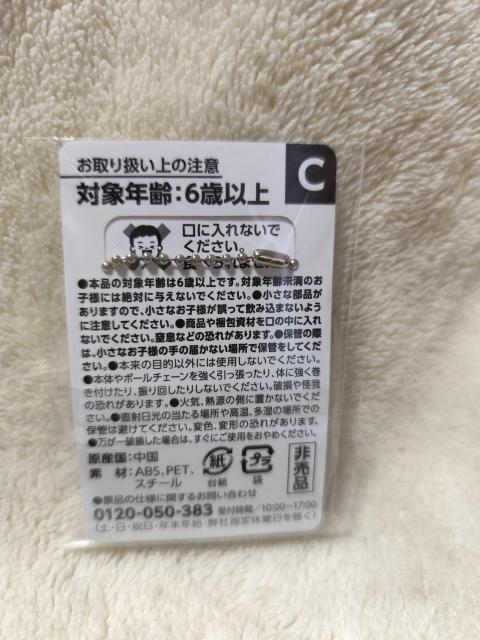 お取り扱い上の注意
C
対象年齢:6歳以上
口に入れないで
ください。
●本品の対象年齢は6歳以上です。対象年齢未満のお
子様には絶対に与えないでください。●小さな部品が
ありますので、小さなお子様が誤って飲み込まないよう
に注意してください。●商品や梱包資材を口の中に入れ
ないでください。窒息などの恐れがあります。●保管の際
は、小さなお子様の手の届かない場所で保管をしてくだ
さい。●本来の目的以外には使用しないでください。
●本体やボールチェーンを強く引っ張ったり、体に強く巻
き付けたり、振り回したりしないでください。破損や怪我
の恐れがあります。●火気、熱源の側に置かないでくださ
い。●直射日光の当たる場所や高温、多湿の場所での
保管は避けてください。変色、変形の恐れがあります。
●万が一破損した場合は、すぐにご使用をおやめください。
原産国:中国
素 材:ABS、PET、
スチール
紙
台紙
プラ
袋
非売品
●景品の仕様に関するお問い合わせ
0120-050-383 受付時間/10:00~17:00
(土・日・祝日・年末年始・弊社指定休業日を除く)